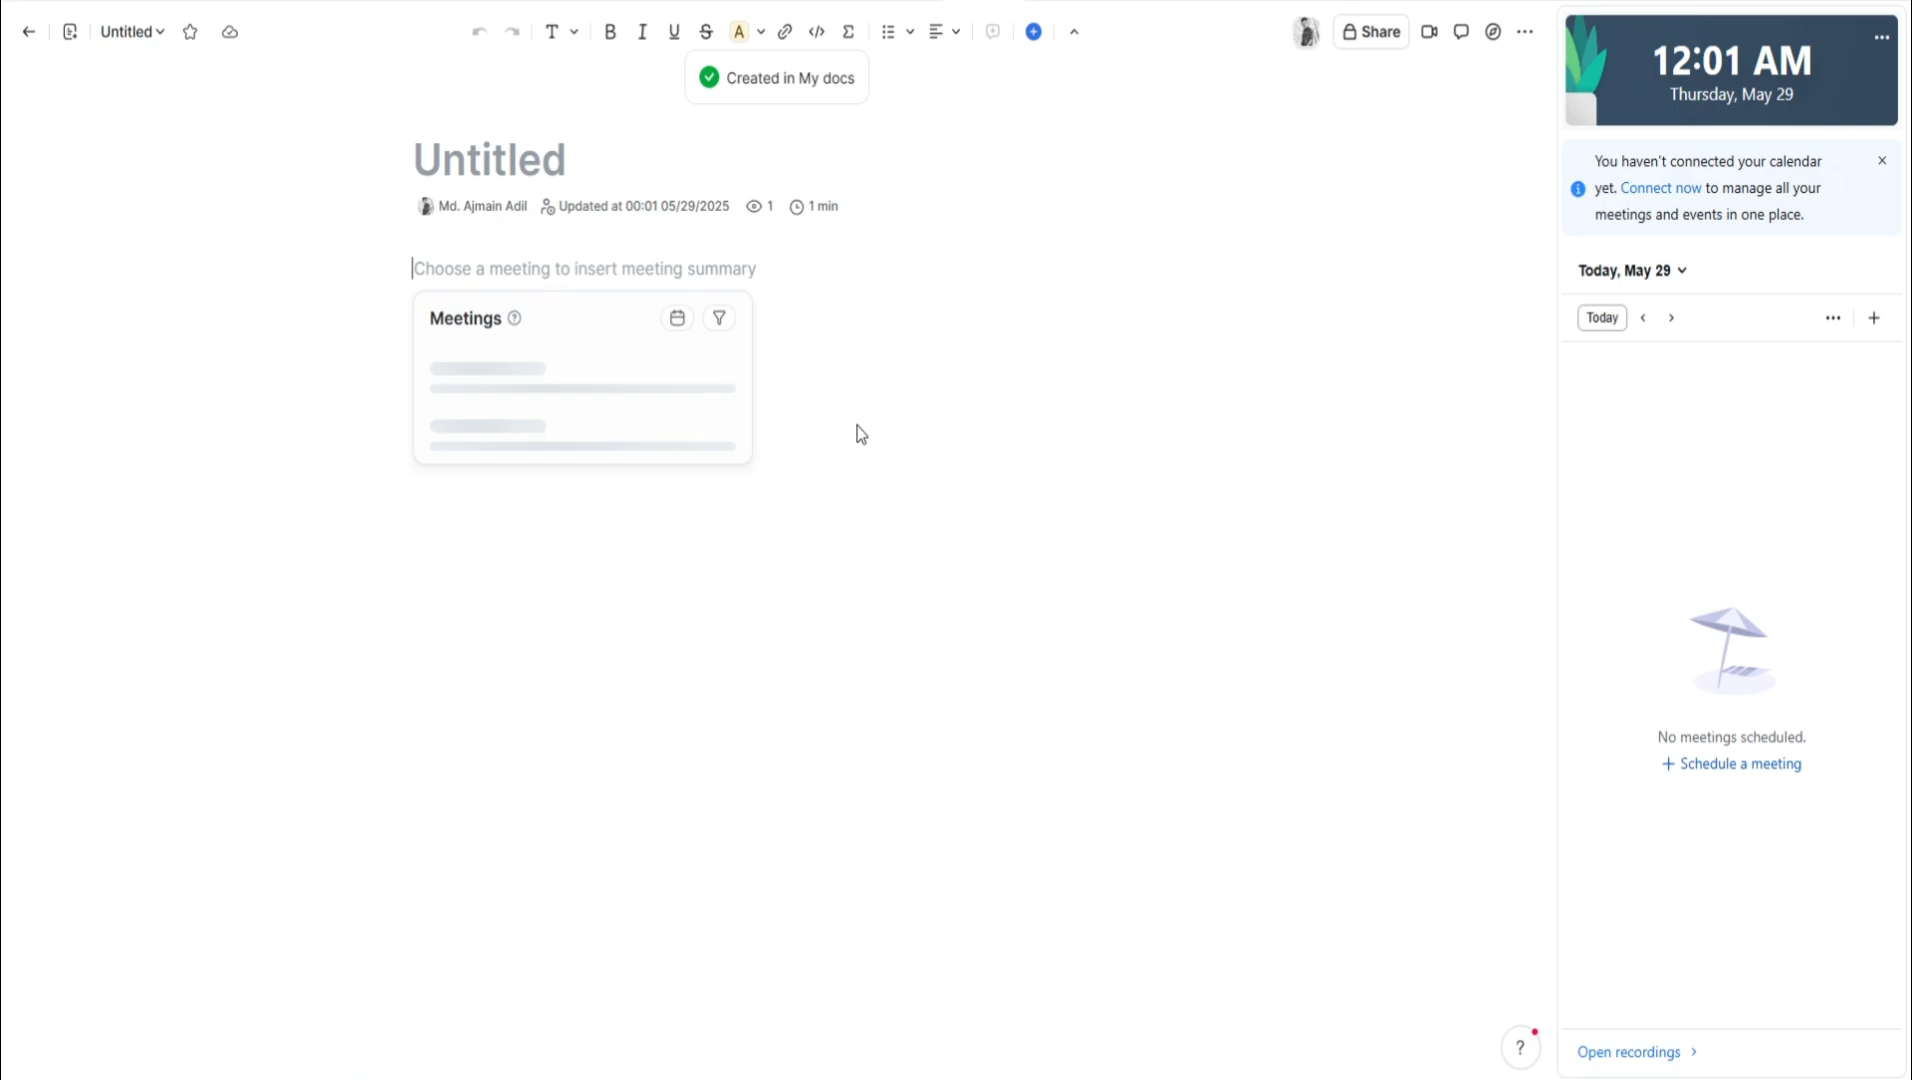 Untitled
T
B I U S A </> Σ
Share
Created in My docs
Untitled
Md. Ajmain Adil Updated at 00:01 05/29/2025 1 1 min
Choose a meeting to insert meeting summary
Meetings ?
12:01 AM
Thursday, May 29
You haven't connected your calendar
yet. Connect now to manage all your
meetings and events in one place.
Today, May 29
Today
No meetings scheduled.
+ Schedule a meeting
Open recordings
?